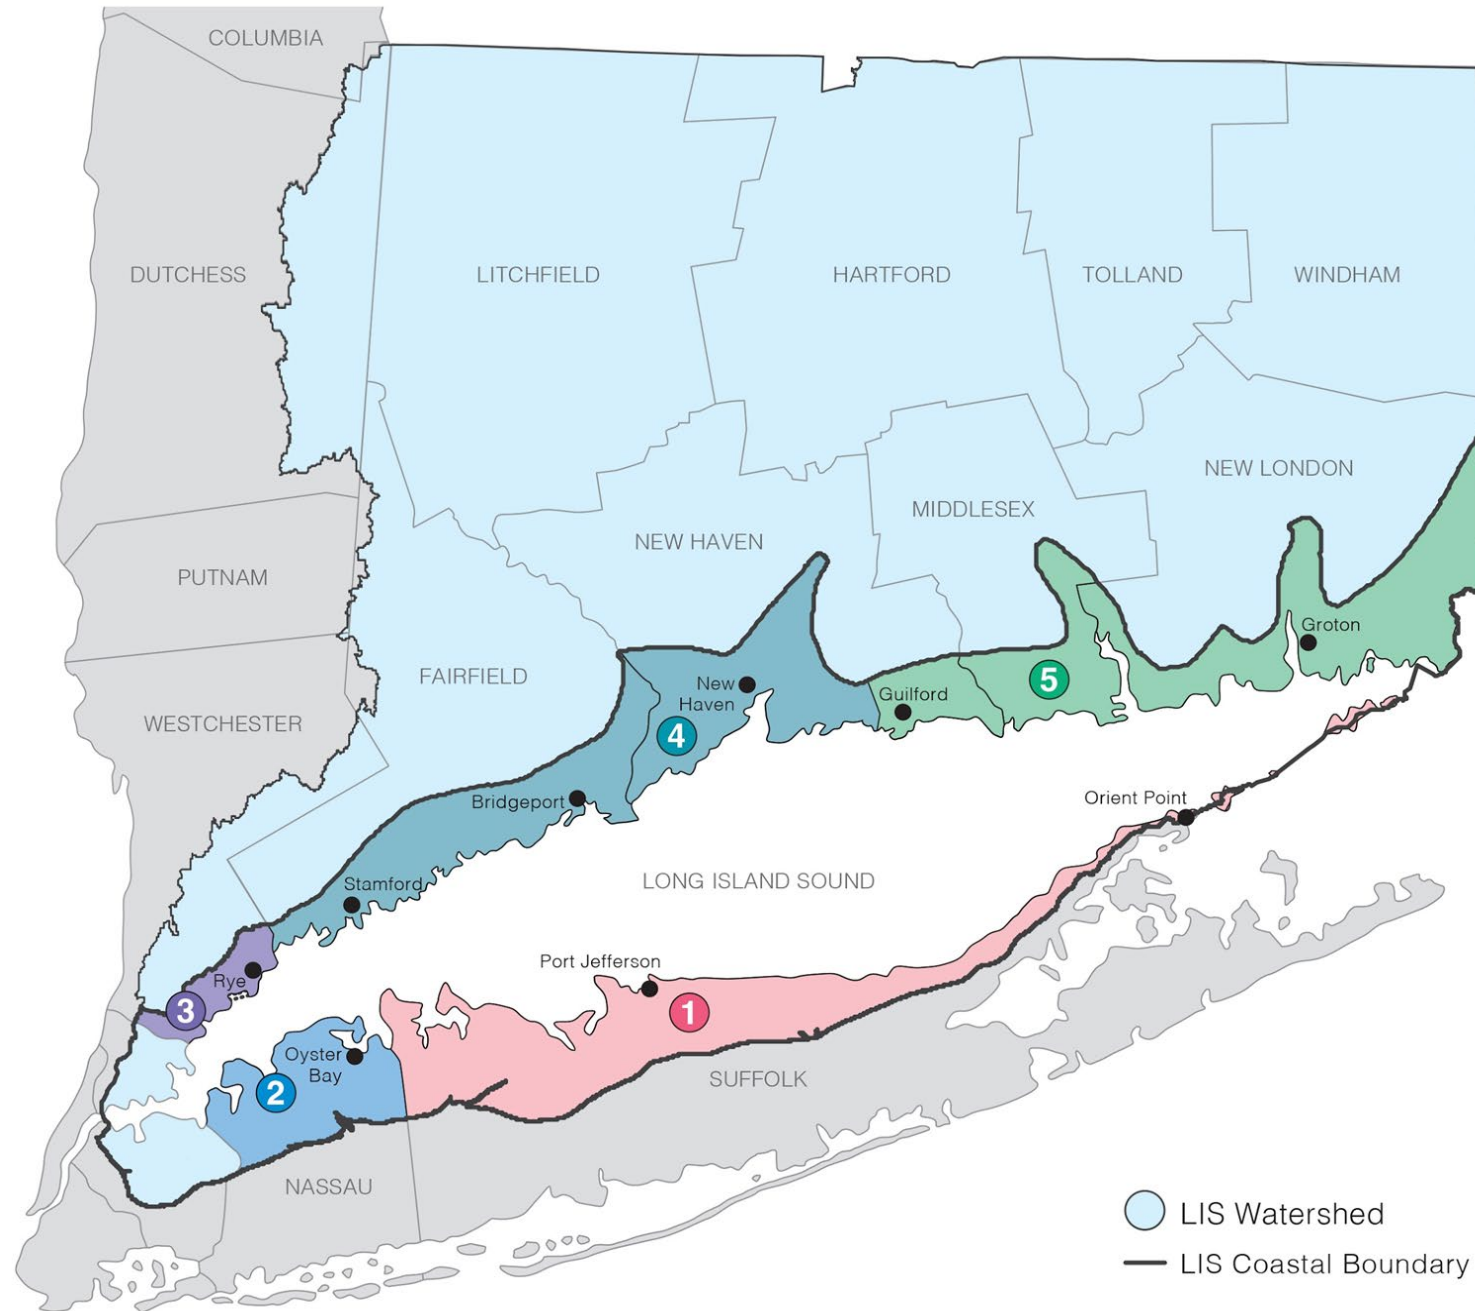 COLUMBIA
DUTCHESS
LITCHFIELD
HARTFORD
TOLLAND
WINDHAM
NEW LONDON
MIDDLESEX
NEW HAVEN
PUTNAM
Groton
FAIRFIELD
5
New
Haven
Guilford
WESTCHESTER
4
Bridgeport
Orient Point
LONG ISLAND SOUND
Stamford
Port Jefferson
Rye
3
1
Oyster
Bay
2
SUFFOLK
NASSAU
LIS Watershed
LIS Coastal Boundary